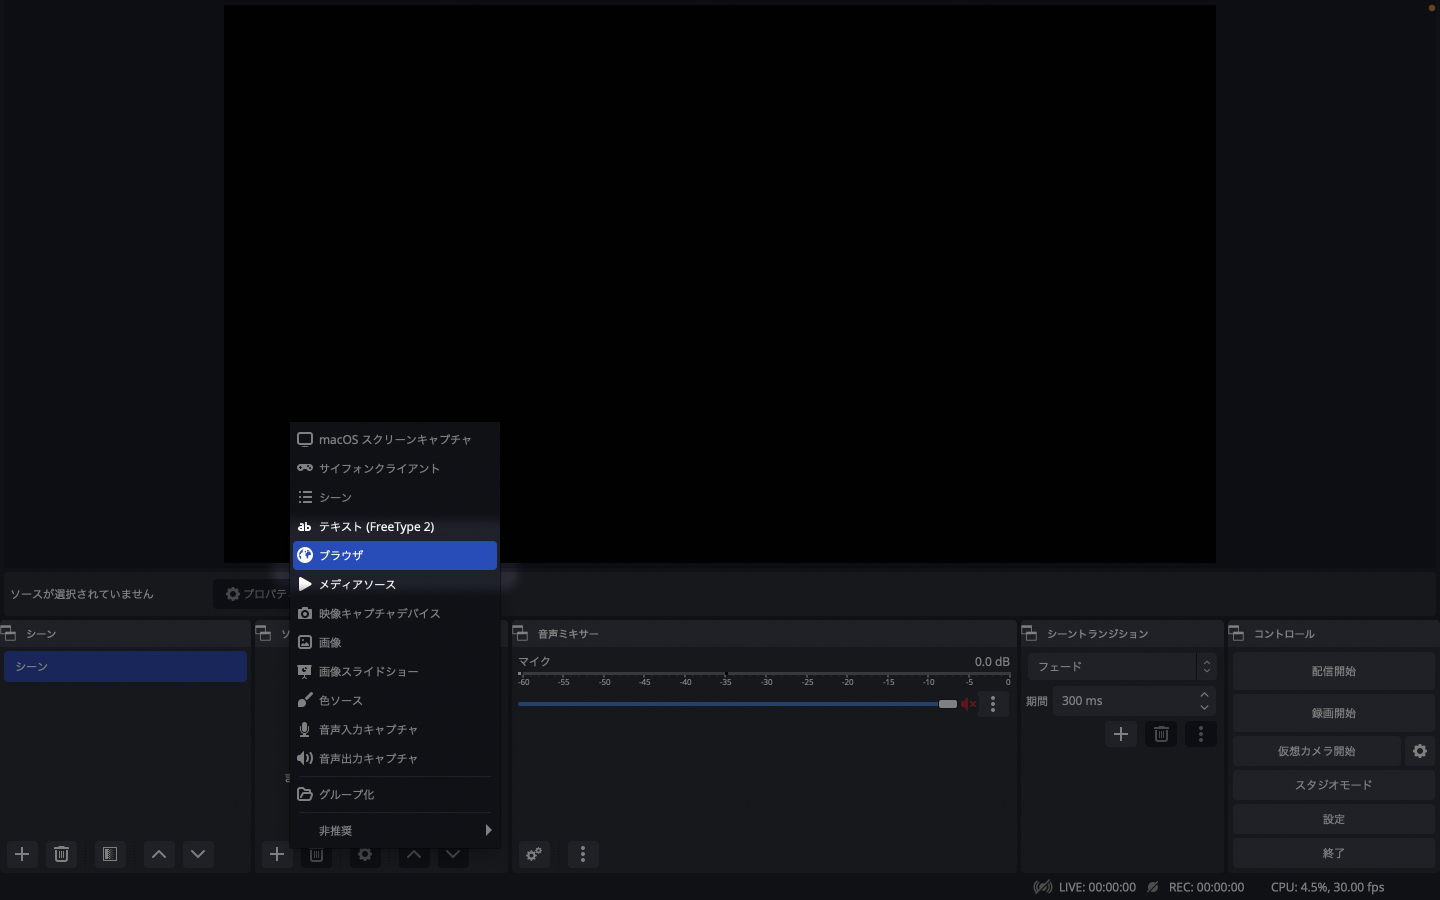 macOS スクリーンキャプチャ
サイフォンクライアント
シーン
ab テキスト (FreeType 2)
ブラウザ
メディアソース
映像キャプチャデバイス
画像
画像スライドショー
色ソース
音声入力キャプチャ
音声出力キャプチャ
グループ化
非推奨
ソースが選択されていません
プロパティ
シーン
シーン
ソ
音声ミキサー
マイク
0.0 dB
-60 -55 -50 -45 -40 -35 -30 -25 -20 -15 -10 -5 0
シーントランジション
フェード
期間 300 ms
コントロール
配信開始
録画開始
仮想カメラ開始
スタジオモード
設定
終了
LIVE: 00:00:00 REC: 00:00:00 CPU: 4.5%, 30.00 fps